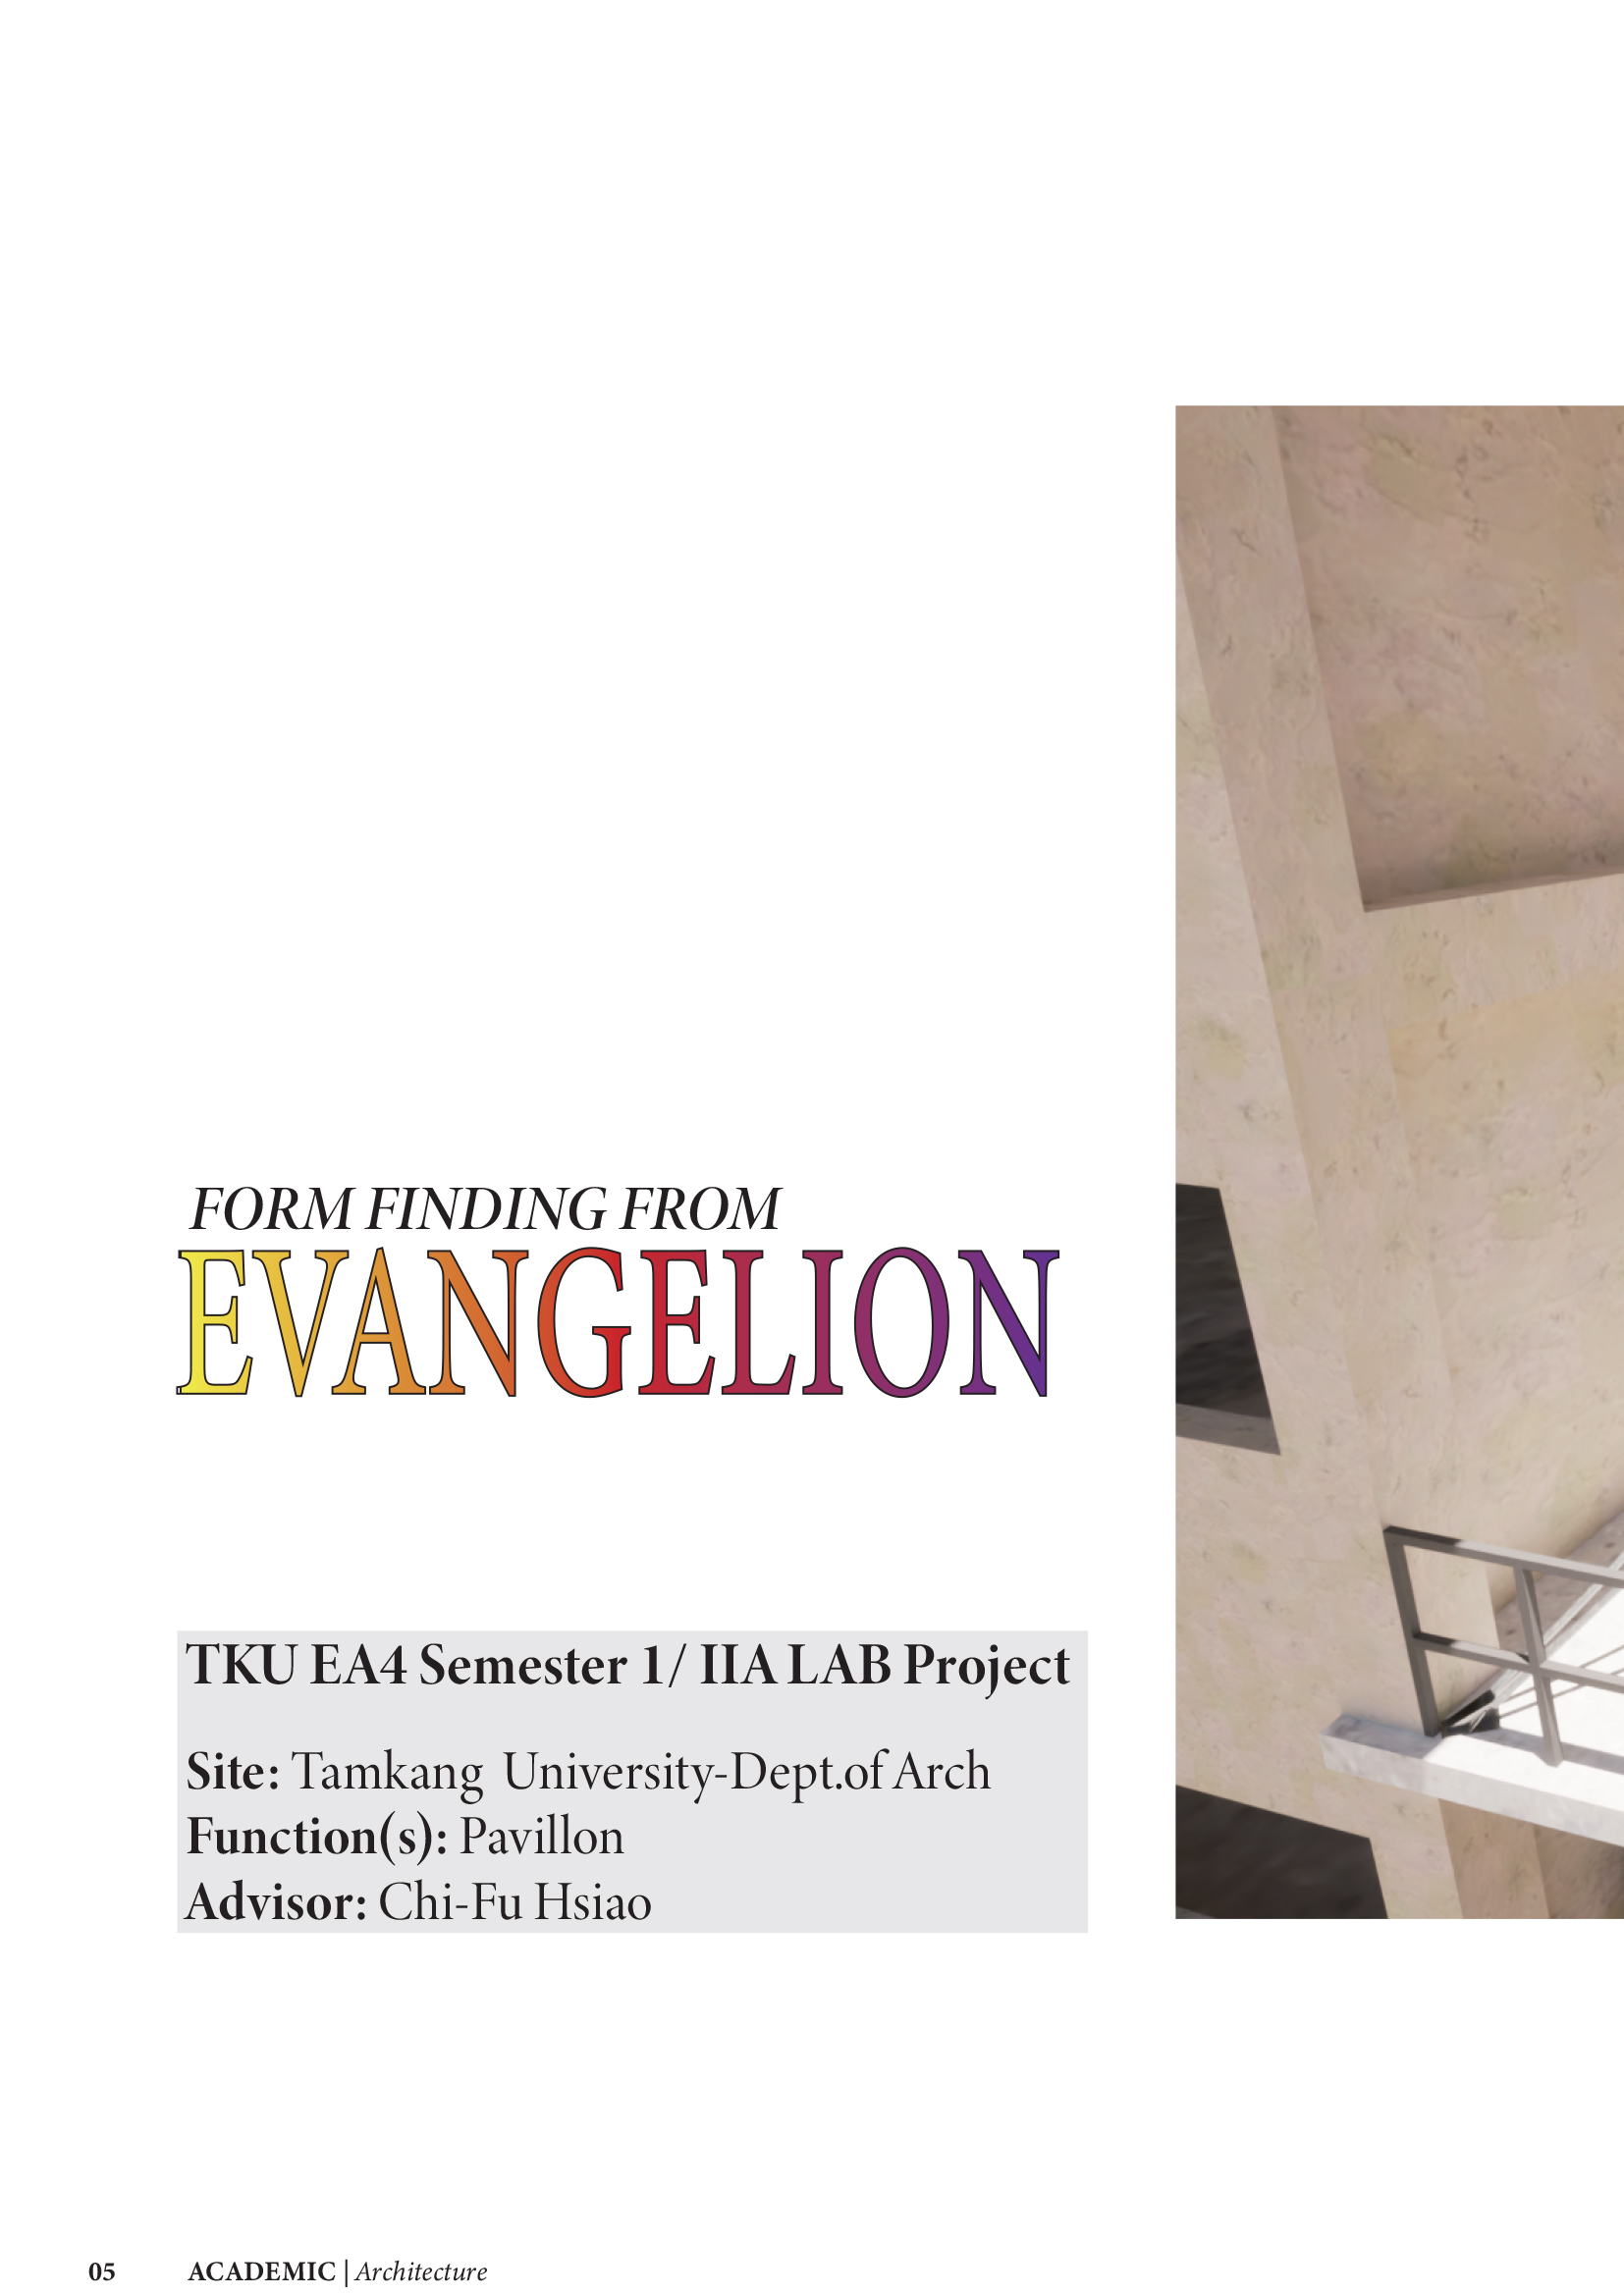 FORM FINDING FROM
EVANGELION
TKU EA4 Semester 1/ IIA LAB Project
Site: Tamkang University-Dept.of Arch
Function(s): Pavillon
Advisor: Chi-Fu Hsiao
05 ACADEMIC | Architecture